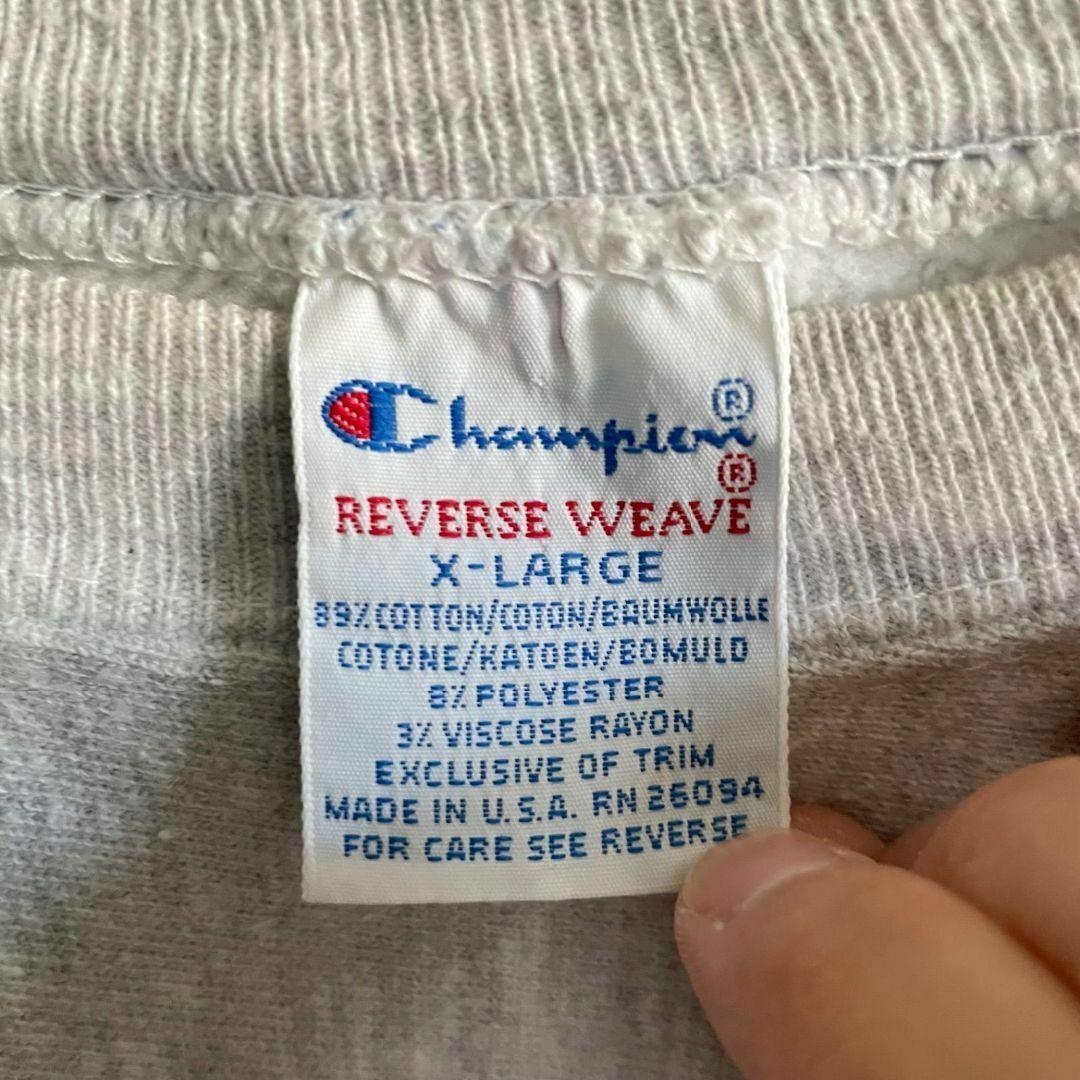 Champion®
REVERSE WEAVE®
X-LARGE
89% COTTON/COTON/BAUMWOLLE
COTONE/KATOEN/BOMULD
8% POLYESTER
3% VISCOSE RAYON
EXCLUSIVE OF TRIM
MADE IN U.S.A. RN 26094
FOR CARE SEE REVERSE